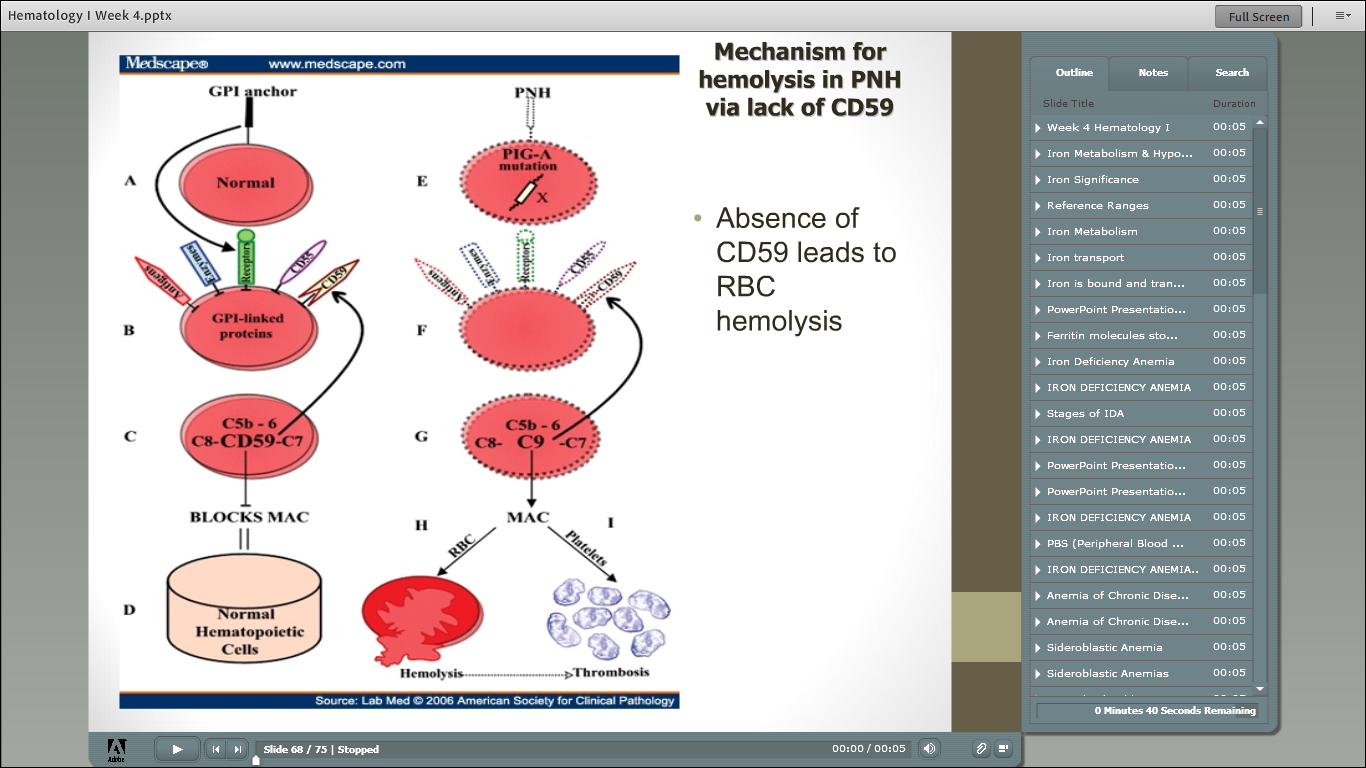 Hematology I Week 4.pptx
Full Screen
Medscape® www.medscape.com
Mechanism for
hemolysis in PNH
via lack of CD59
• Absence of
CD59 leads to
RBC
hemolysis
GPI anchor
A
Normal
Antigens
Enzymes
Receptors
CD55
CD59
B
GPI-linked
proteins
C
C5b - 6
C8-CD59-C7
BLOCKS MAC
D
Normal
Hematopoietic
Cells
PNH
E
PIG-A
mutation
X
Antigens
Enzymes
Receptors
CD55
CD59
F
G
C5b - 6
C8- C9 -C7
H
MAC
I
RBC
Platelets
Hemolysis
Thrombosis
Source: Lab Med © 2006 American Society for Clinical Pathology
Outline
Notes
Search
Slide Title Duration
Week 4 Hematology I 00:05
Iron Metabolism & Hypo... 00:05
Iron Significance 00:05
Reference Ranges 00:05
Iron Metabolism 00:05
Iron transport 00:05
Iron is bound and tran... 00:05
PowerPoint Presentatio... 00:05
Ferritin molecules sto... 00:05
Iron Deficiency Anemia 00:05
IRON DEFICIENCY ANEMIA 00:05
Stages of IDA 00:05
IRON DEFICIENCY ANEMIA 00:05
PowerPoint Presentatio... 00:05
PowerPoint Presentatio... 00:05
IRON DEFICIENCY ANEMIA 00:05
PBS (Peripheral Blood ... 00:05
IRON DEFICIENCY ANEMIA.. 00:05
Anemia of Chronic Dise... 00:05
Anemia of Chronic Dise... 00:05
Sideroblastic Anemia 00:05
Sideroblastic Anemias 00:05
0 Minutes 40 Seconds Remaining
Adobe
Slide 68 / 75 | Stopped
00:00 / 00:05